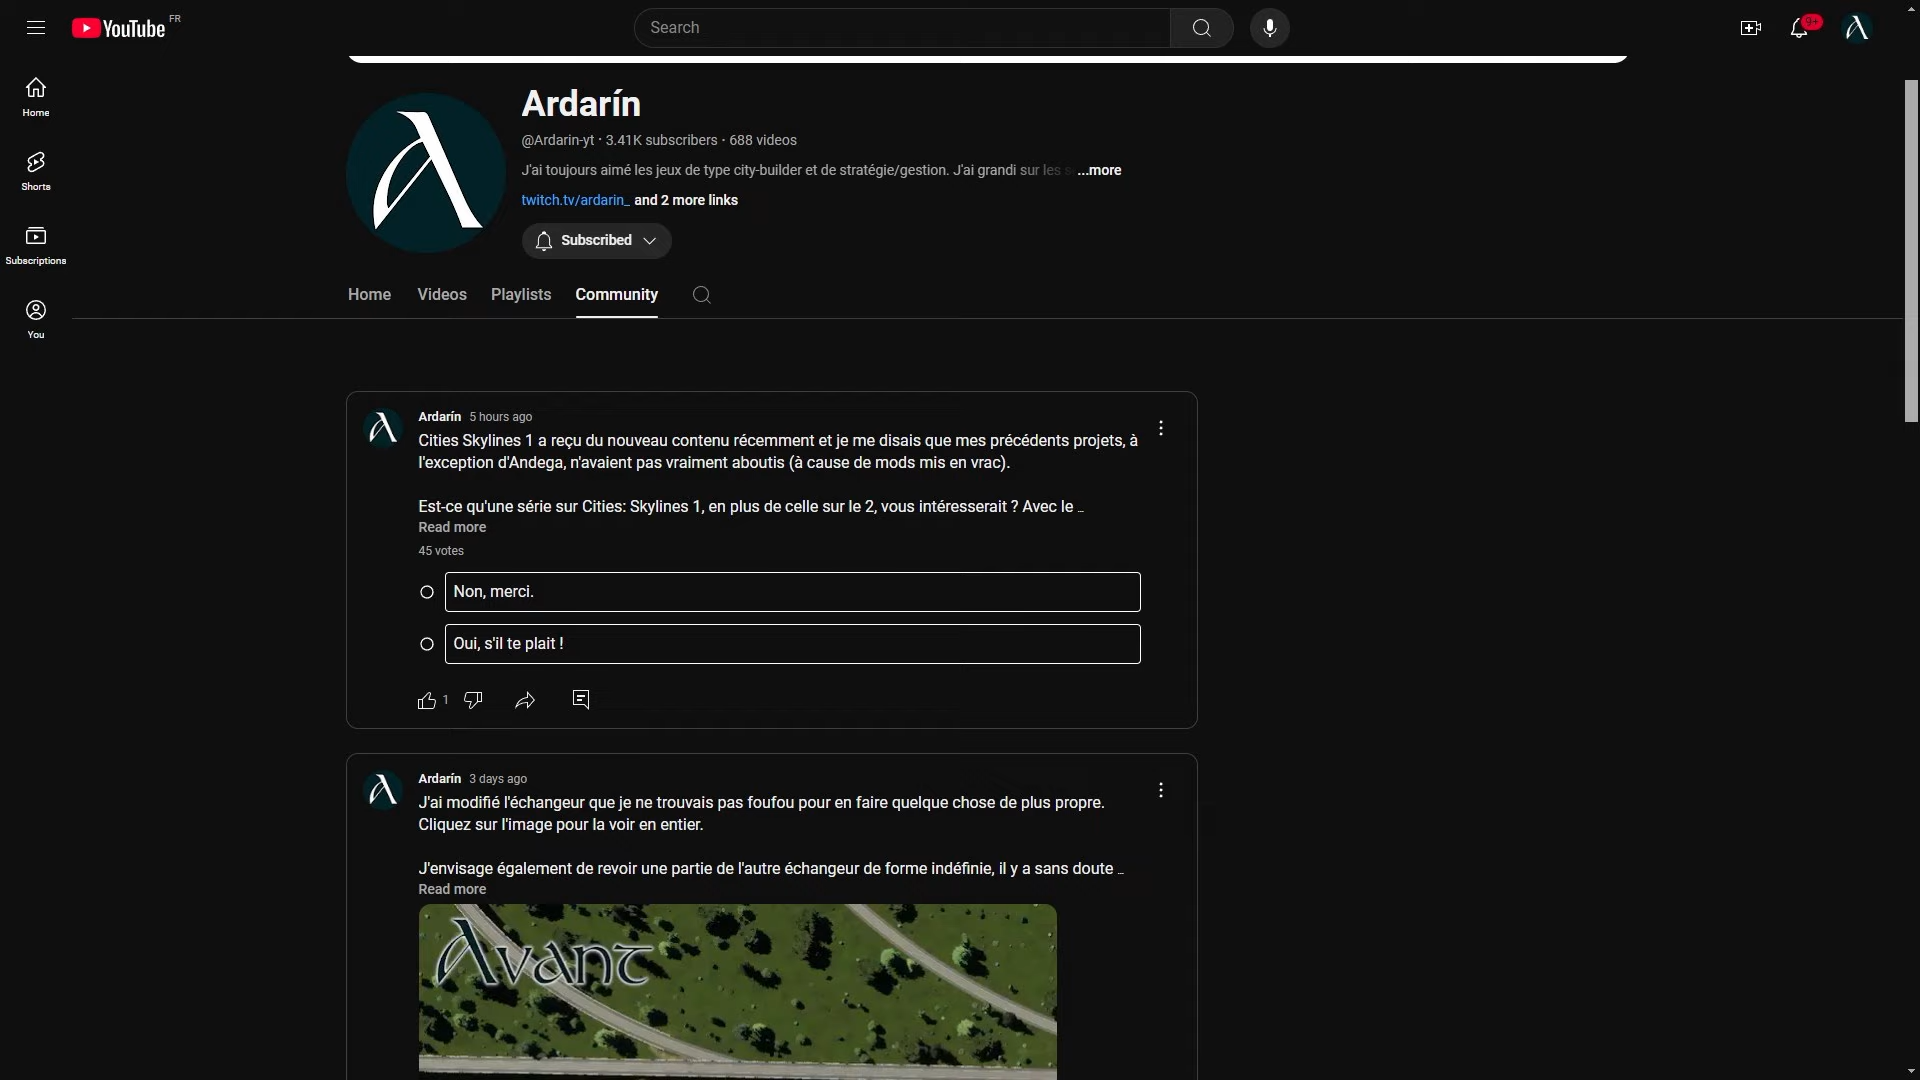 YouTube FR
Search
9+
Home
Shorts
Subscriptions
You
Ardarín
@Ardarin-yt · 3.41K subscribers · 688 videos
J'ai toujours aimé les jeux de type city-builder et de stratégie/gestion. J'ai grandi sur les ...more
twitch.tv/ardarin_ and 2 more links
Subscribed
Home Videos Playlists Community
Ardarín 5 hours ago
Cities Skylines 1 a reçu du nouveau contenu récemment et je me disais que mes précédents projets, à
l'exception d'Andega, n'avaient pas vraiment aboutis (à cause de mods mis en vrac).
Est-ce qu'une série sur Cities: Skylines 1, en plus de celle sur le 2, vous intéresserait ? Avec le ...
Read more
45 votes
Non, merci.
Oui, s'il te plait !
1
Ardarín 3 days ago
J'ai modifié l'échangeur que je ne trouvais pas foufou pour en faire quelque chose de plus propre.
Cliquez sur l'image pour la voir en entier.
J'envisage également de revoir une partie de l'autre échangeur de forme indéfinie, il y a sans doute ...
Read more
Avant